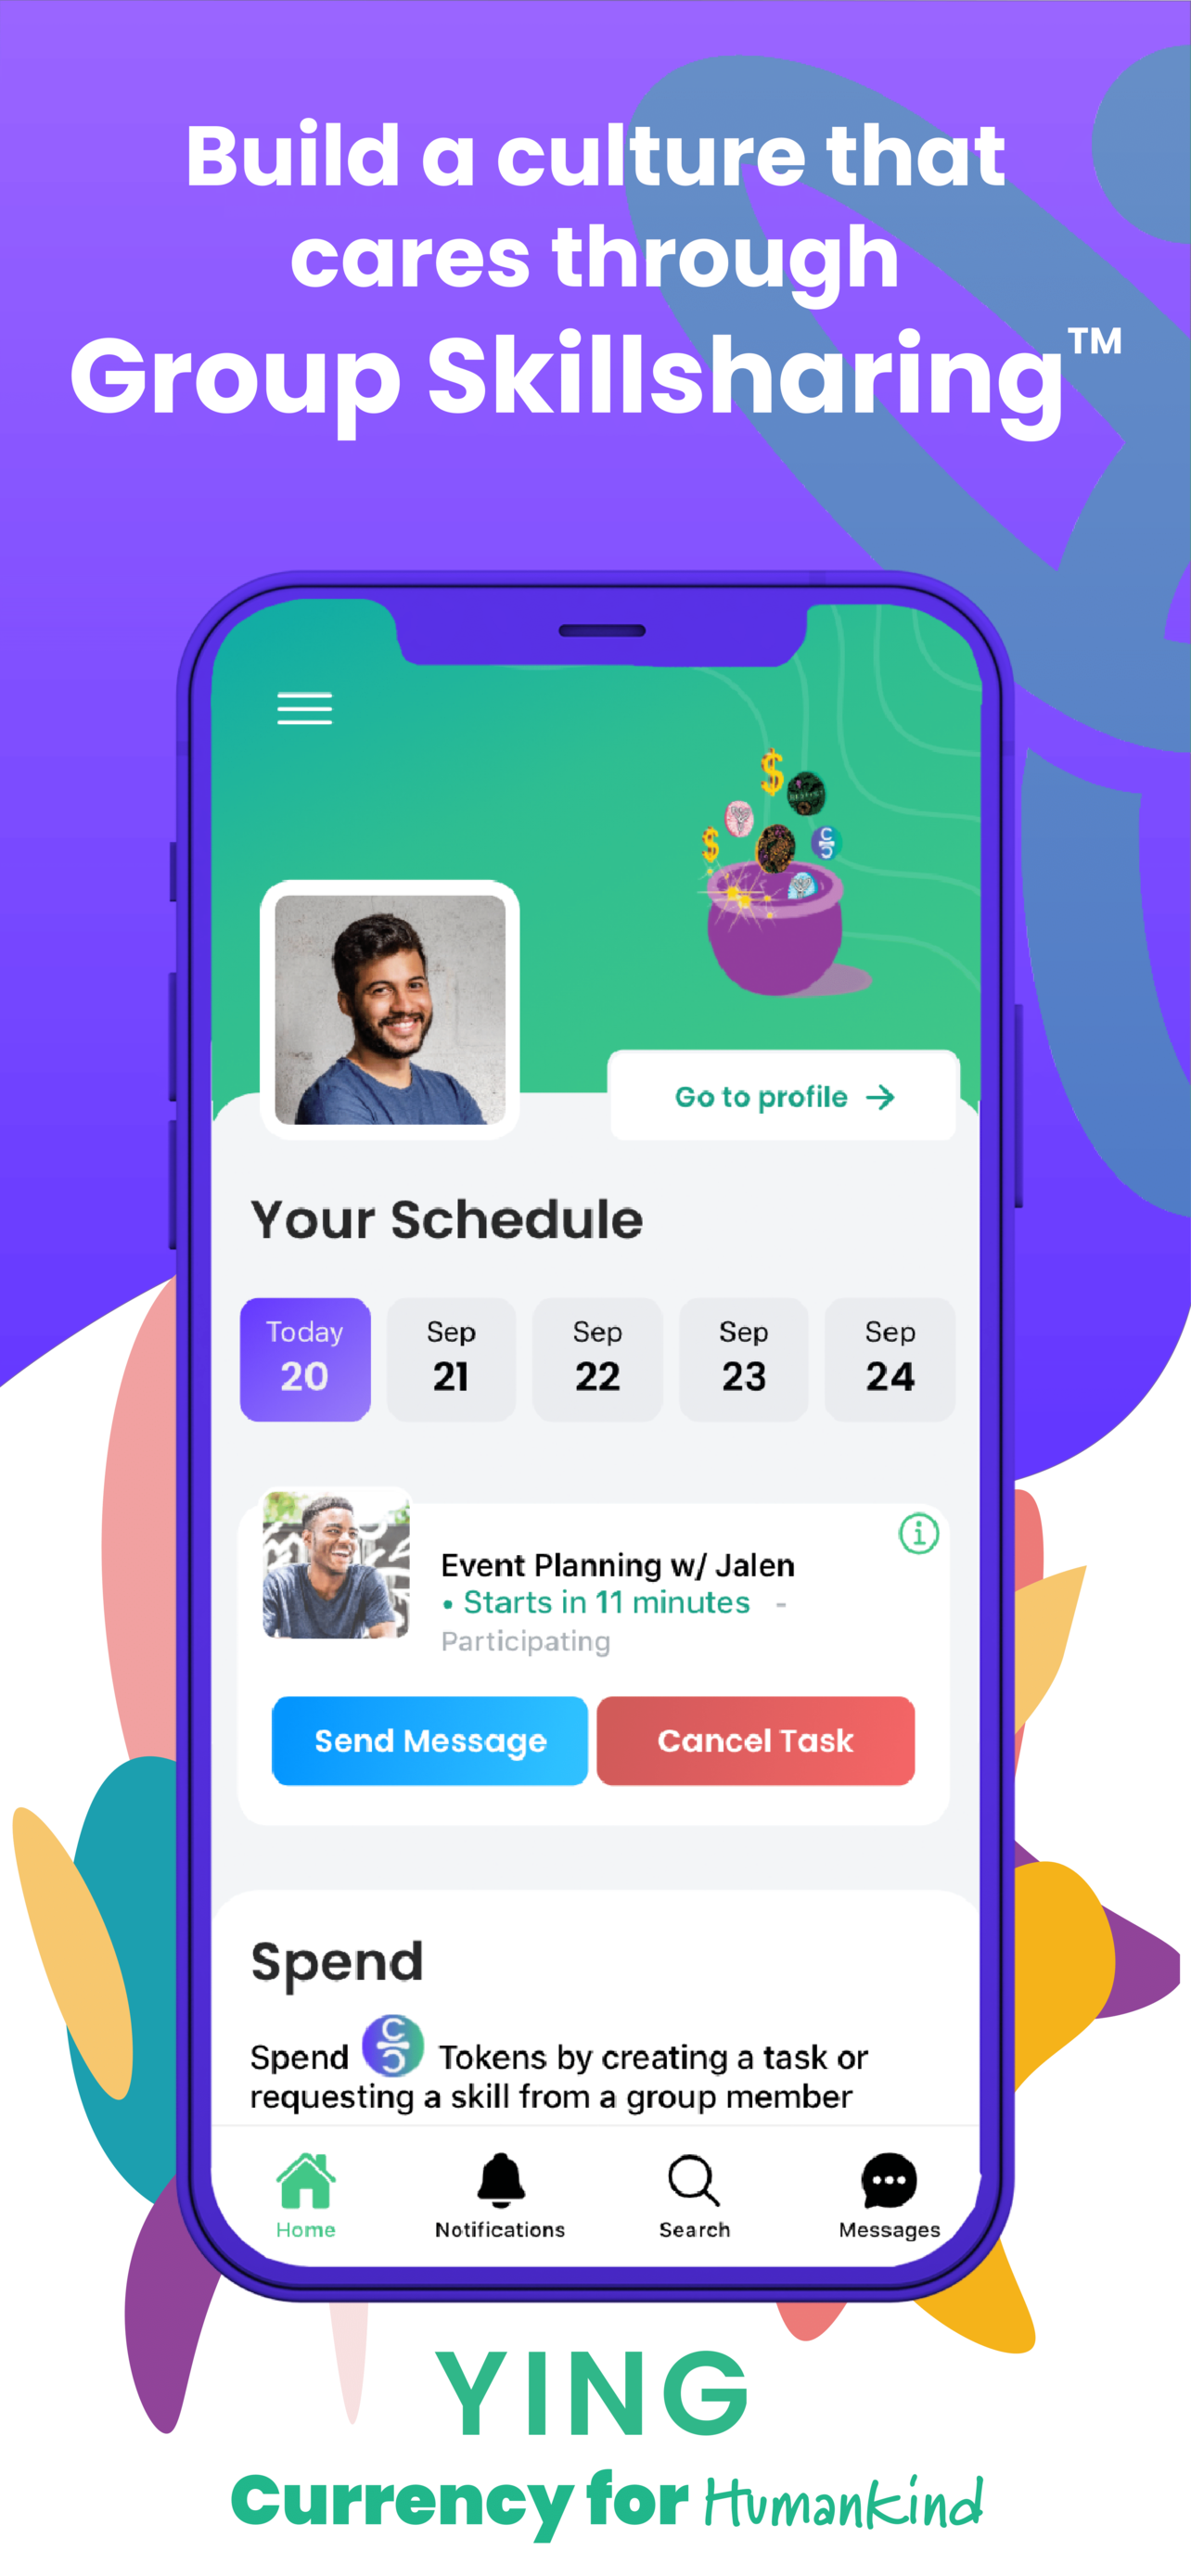 Build a culture that
cares through
Group Skillsharing™
Go to profile →
Your Schedule
Today
20
Sep
21
Sep
22
Sep
23
Sep
24
Event Planning w/ Jalen
• Starts in 11 minutes -
Participating
Send Message
Cancel Task
Spend
Spend Tokens by creating a task or
requesting a skill from a group member
Home
Notifications
Search
Messages
YING
Currency for Humankind